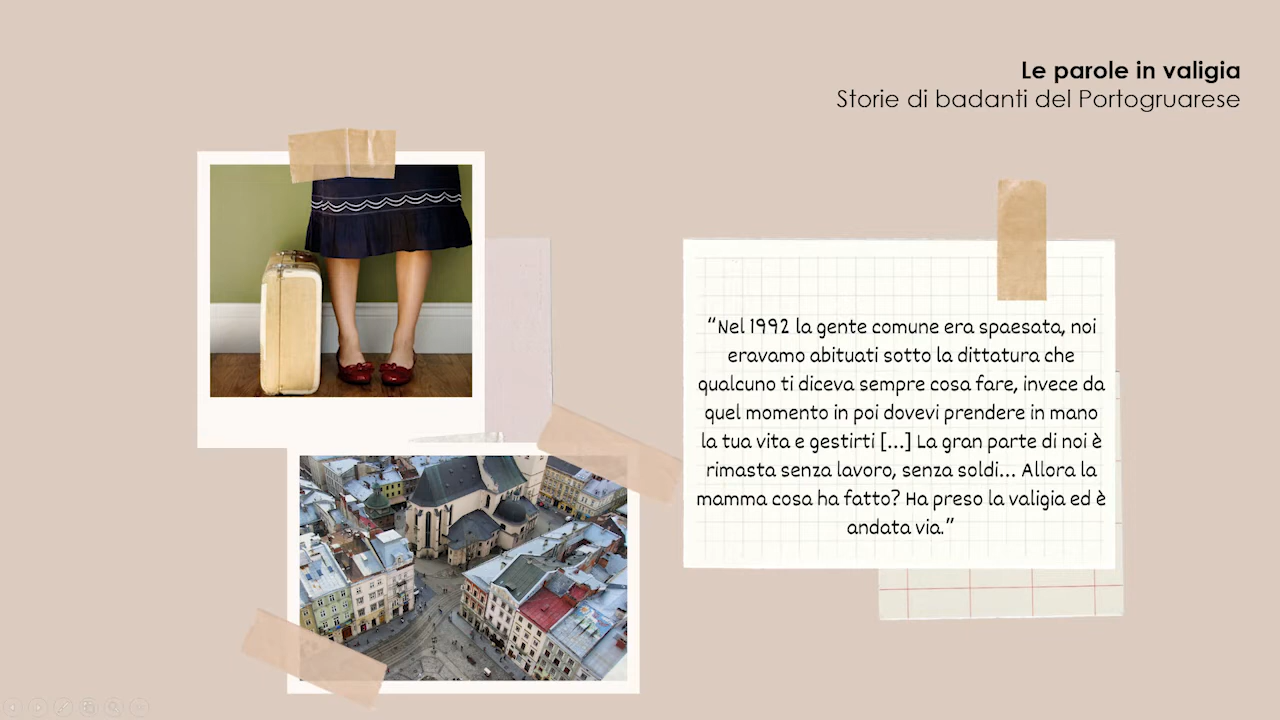 Le parole in valigia
Storie di badanti del Portogruarese
“Nel 1992 la gente comune era spaesata, noi
eravamo abituati sotto la dittatura che
qualcuno ti diceva sempre cosa fare, invece da
quel momento in poi dovevi prendere in mano
la tua vita e gestirti [...] La gran parte di noi è
rimasta senza lavoro, senza soldi... Allora la
mamma cosa ha fatto? Ha preso la valigia ed è
andata via.”